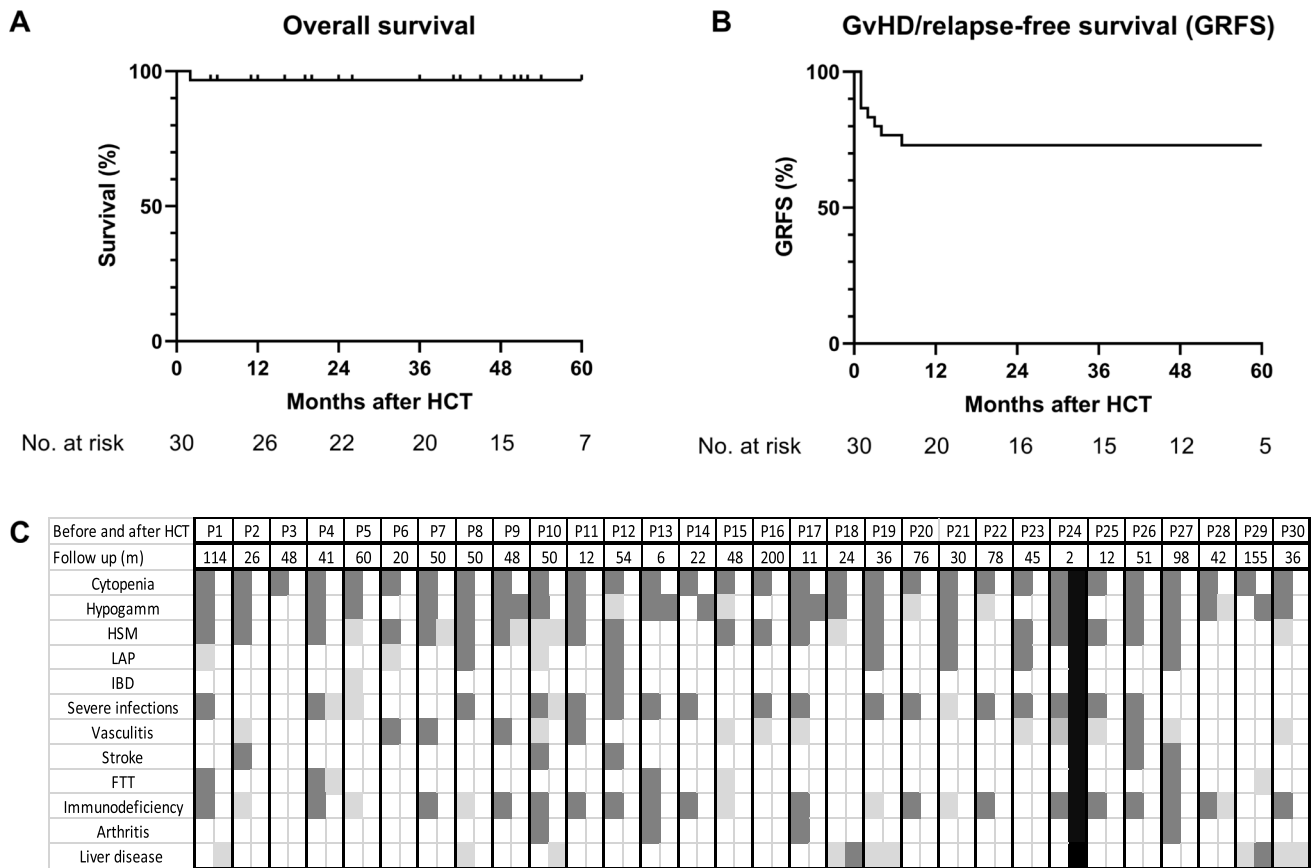 A
Overall survival
Survival (%)
100
50
0
0 12 24 36 48 60
Months after HCT
No. at risk 30 26 22 20 15 7
B
GvHD/relapse-free survival (GRFS)
GRFS (%)
100
50
0
0 12 24 36 48 60
Months after HCT
No. at risk 30 20 16 15 12 5
C
Before and after HCT P1 P2 P3 P4 P5 P6 P7 P8 P9 P10 P11 P12 P13 P14 P15 P16 P17 P18 P19 P20 P21 P22 P23 P24 P25 P26 P27 P28 P29 P30
Follow up (m) 114 26 48 41 60 20 50 50 48 50 12 54 6 22 48 200 11 24 36 76 30 78 45 2 12 51 98 42 155 36
Cytopenia
Hypogamm
HSM
LAP
IBD
Severe infections
Vasculitis
Stroke
FTT
Immunodeficiency
Arthritis
Liver disease